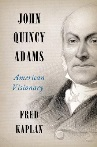 JOHN
QUINCY
ADAMS
American
Visionary
FRED
KAPLAN